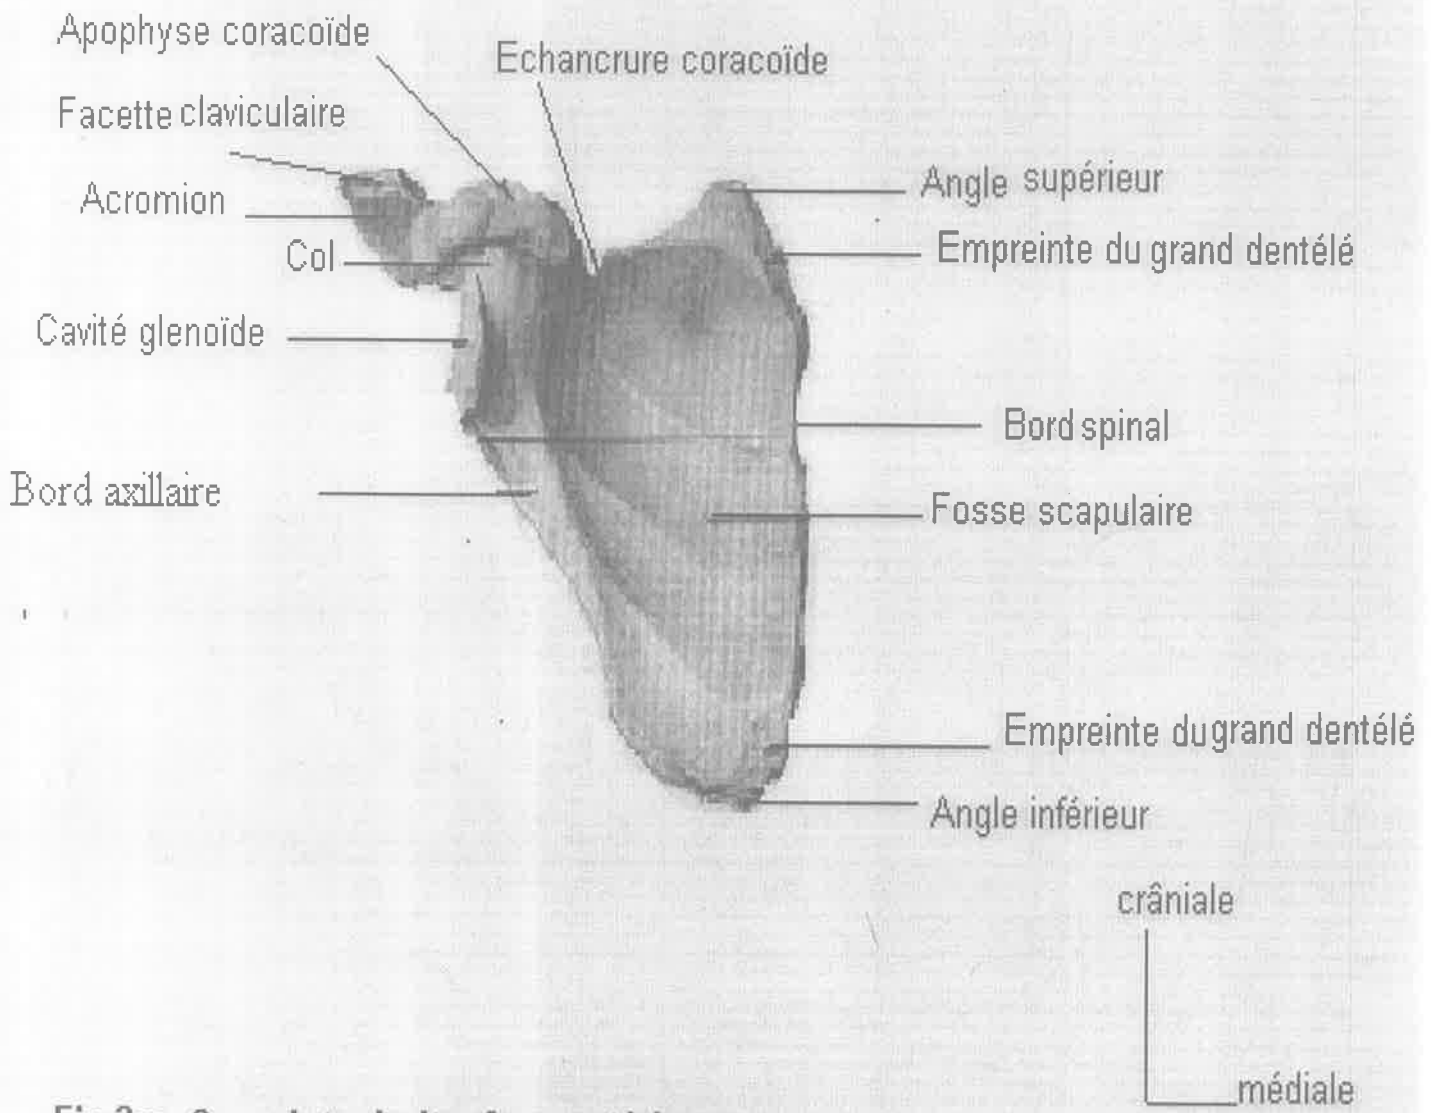 Apophyse coracoïde
Echancrure coracoïde
Facette claviculaire
Angle supérieur
Acromion
Empreinte du grand dentélé
Col
Cavité glenoïde
Bord spinal
Bord axillaire
Fosse scapulaire
Empreinte du grand dentélé
Angle inférieur
crâniale
médiale